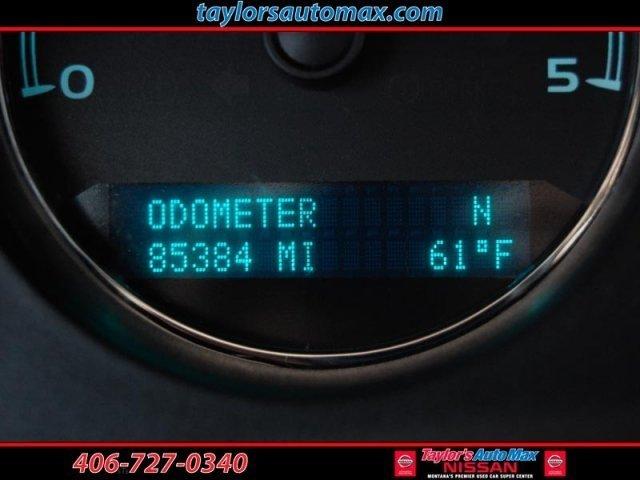 taylorsautomax.com
0 5
ODOMETER N
85384 MI 61°F
406-727-0340
Taylor's Auto Max
NISSAN
MONTANA'S PREMIER USED CAR SUPER CENTER